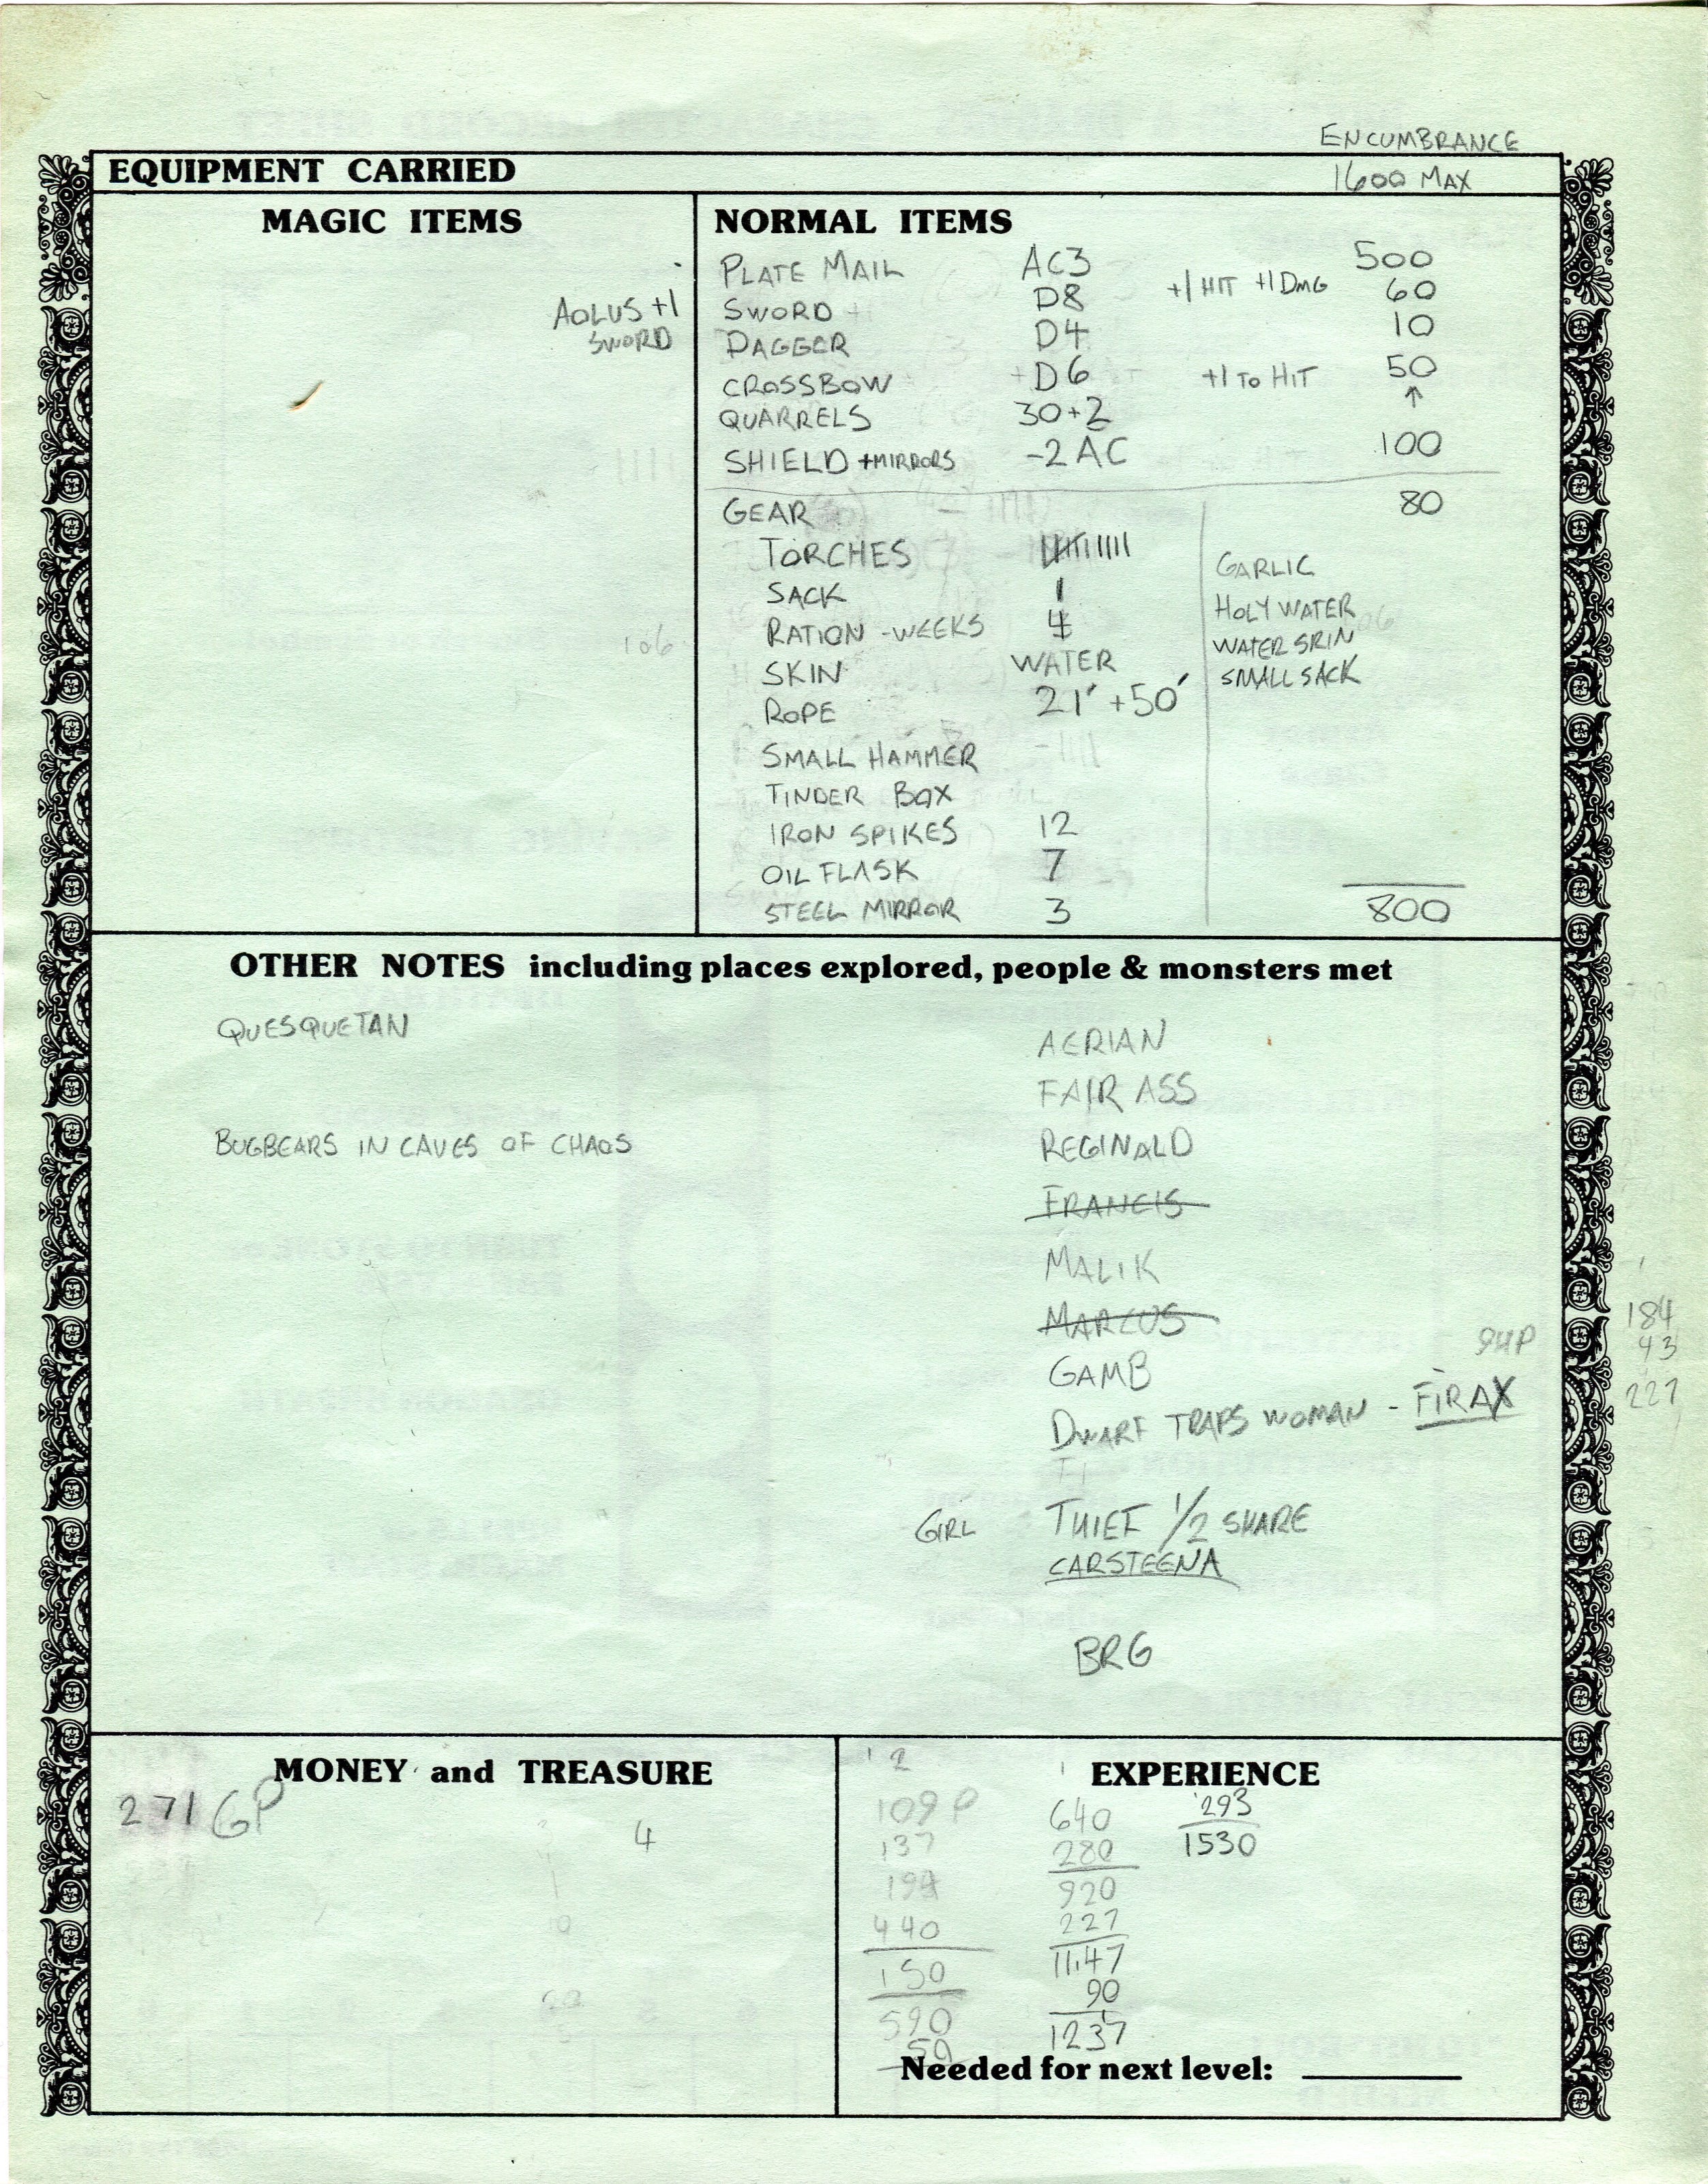 ENCUMBRANCE
EQUIPMENT CARRIED
1600 MAX
MAGIC ITEMS
AOLUS +1
SWORD
106
NORMAL ITEMS
PLATE MAIL AC3 500
SWORD +1 D8 +1 HIT +1 DMG 60
DAGGER D4 10
CROSSBOW D6 +1 TO HIT 50
QUARRELS 30+2 ↑
SHIELD +MIRRORS -2 AC 100
GEAR 80
TORCHES
SACK 1
RATION -WEEKS 4
SKIN WATER
ROPE 21' +50'
SMALL HAMMER
TINDER BOX
IRON SPIKES 12
OIL FLASK 7
STEEL MIRROR 3
GARLIC
HOLY WATER
WATER SKIN
SMALL SACK
800
OTHER NOTES including places explored, people & monsters met
QUESQUETAN
BUGBEARS IN CAVES OF CHAOS
AERIAN
FAIR ASS
REGINALD
FRANCIS
MALIK
MARCUS
GAMB
DWARF TRAPS WOMAN - FIRAX
GIRL THIEF 1/2 SHARE
CARSTEENA
BRG
184
43
227
MONEY and TREASURE
271 GP
4
EXPERIENCE
1 2
109
137
440
150
590
50
640
280
920
227
1147
90
1237
293
1530
Needed for next level: